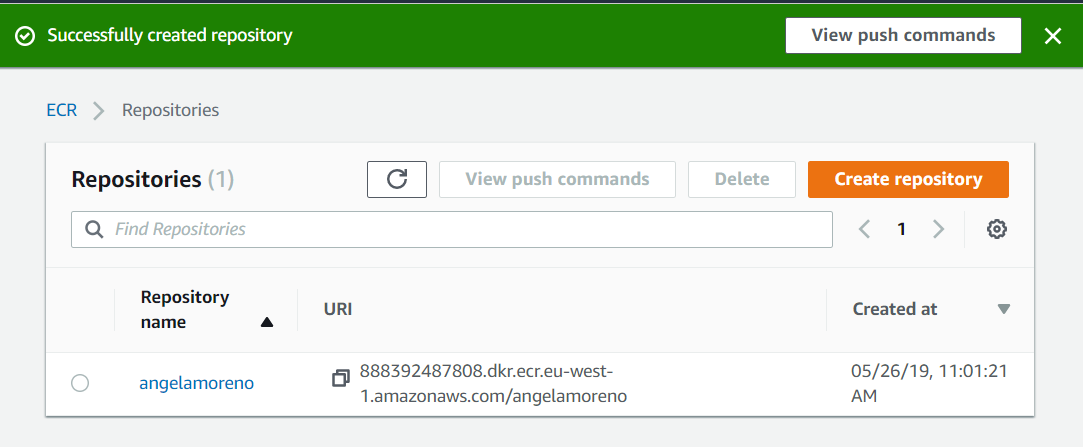 Successfully created repository
View push commands
ECR
Repositories
Repositories (1)
View push commands
Delete
Create repository
Find Repositories
1
Repository
name
URI
Created at
angelamoreno
888392487808.dkr.ecr.eu-west-
1.amazonaws.com/angelamoreno
05/26/19, 11:01:21
AM